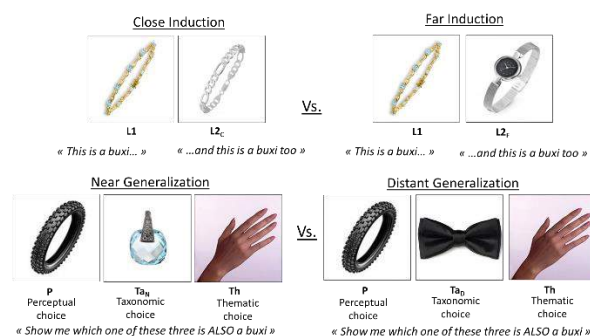 Close Induction
Far Induction
Vs.
L1
L2C
L1
L2F
« This is a buxi... »
« ...and this is a buxi too »
« This is a buxi... »
« ...and this is a buxi too »
Near Generalization
Distant Generalization
Vs.
P
Perceptual
choice
TaN
Taxonomic
choice
Th
Thematic
choice
P
Perceptual
choice
TaD
Taxonomic
choice
Th
Thematic
choice
« Show me which one of these three is ALSO a buxi »
« Show me which one of these three is ALSO a buxi »